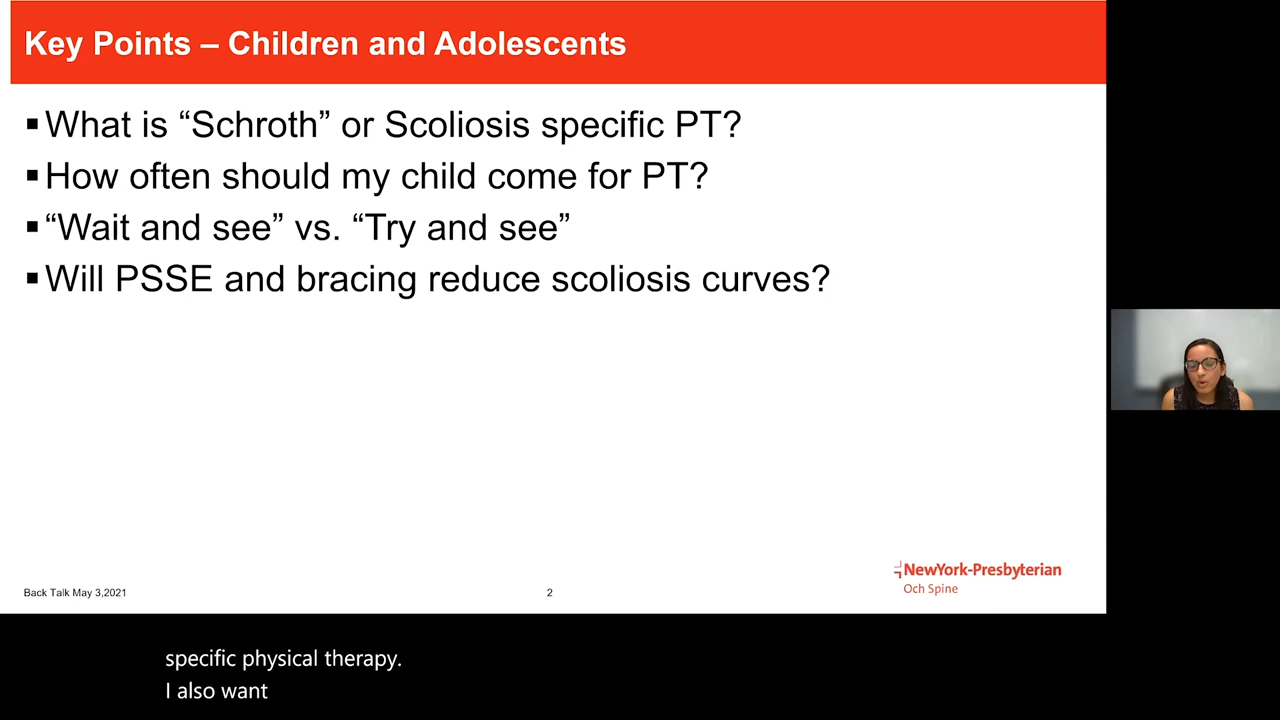 Key Points – Children and Adolescents
▪What is “Schroth” or Scoliosis specific PT?
▪How often should my child come for PT?
▪“Wait and see” vs. “Try and see”
▪Will PSSE and bracing reduce scoliosis curves?
NewYork-Presbyterian
Och Spine
Back Talk May 3,2021
2
specific physical therapy.
I also want